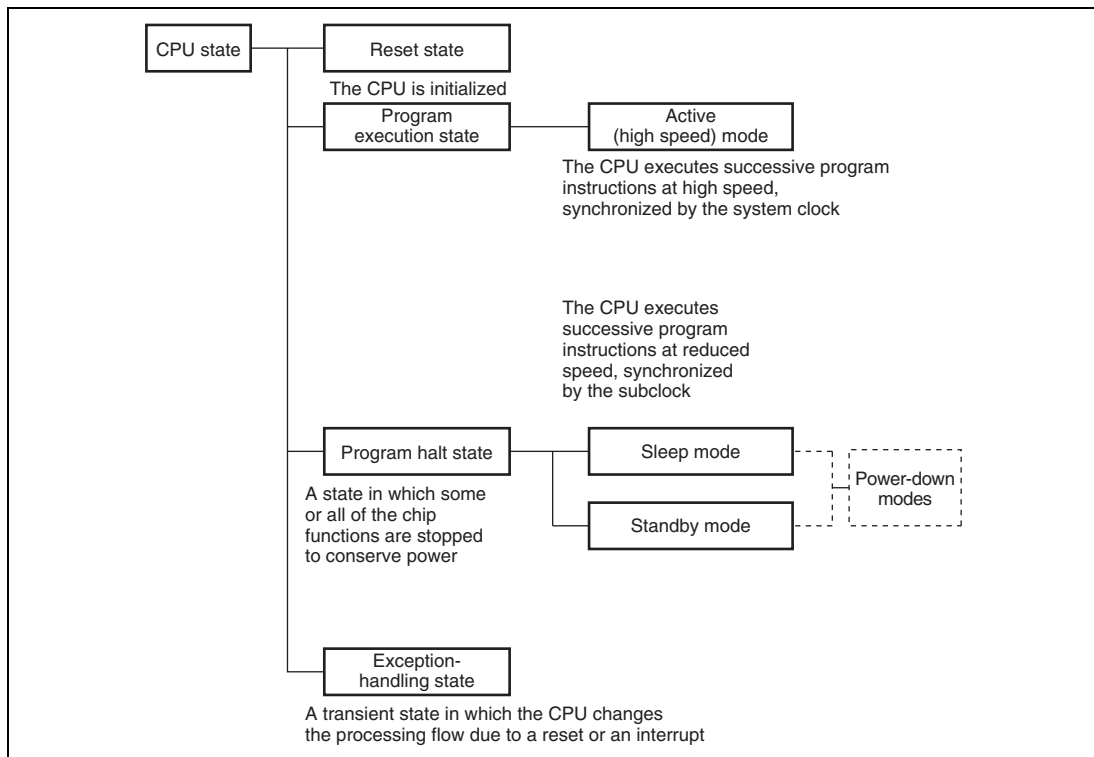 CPU state
Reset state
The CPU is initialized
Program
execution state
Active
(high speed) mode
The CPU executes successive program
instructions at high speed,
synchronized by the system clock
The CPU executes
successive program
instructions at reduced
speed, synchronized
by the subclock
Program halt state
Sleep mode
Power-down
modes
A state in which some
or all of the chip
functions are stopped
to conserve power
Standby mode
Exception-
handling state
A transient state in which the CPU changes
the processing flow due to a reset or an interrupt